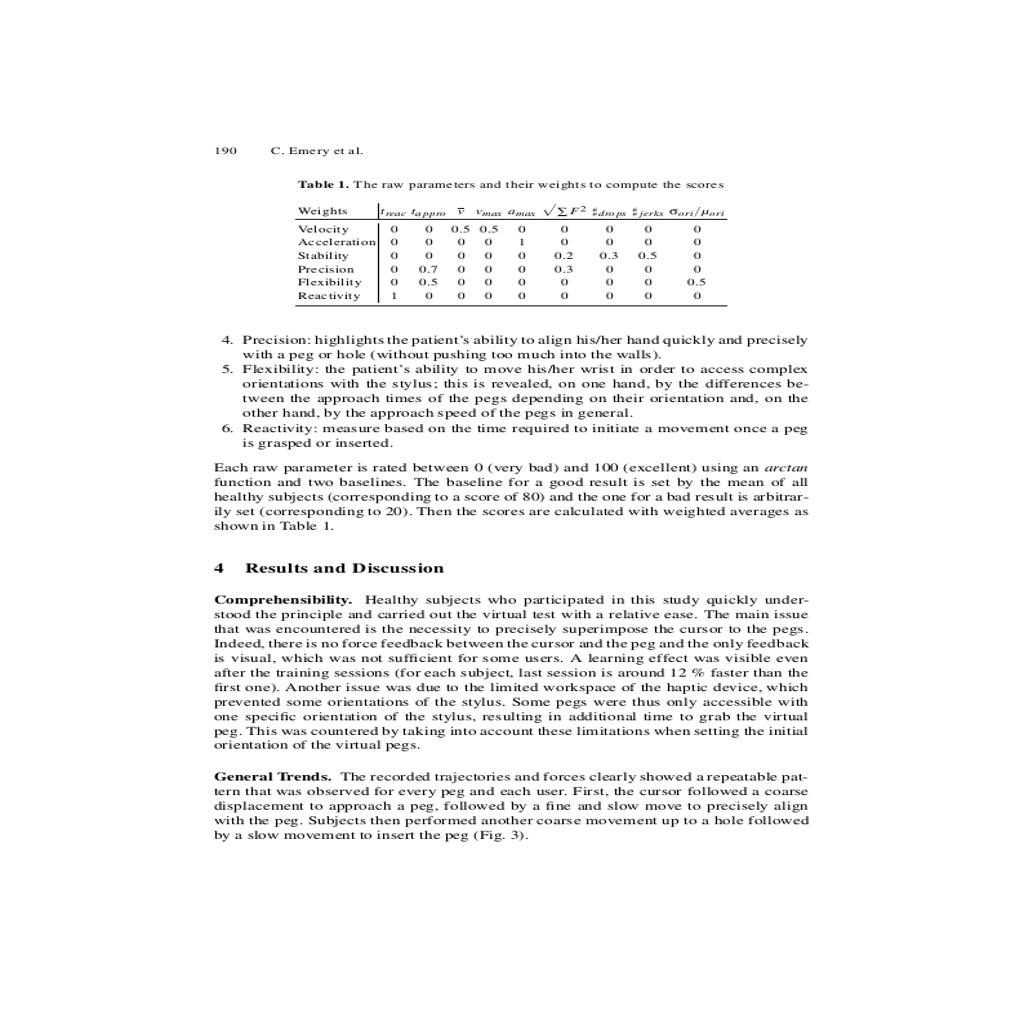 190 C. Emery et al.
Table 1. The raw parameters and their weights to compute the scores
Weights t_reac t_appro v̄ v_max a_max √∑F² ♯drops ♯jerks σ_ori/μ_ori
Velocity 0 0 0.5 0.5 0 0 0 0 0
Acceleration 0 0 0 0 1 0 0 0 0
Stability 0 0 0 0 0 0.2 0.3 0.5 0
Precision 0 0.7 0 0 0 0.3 0 0 0
Flexibility 0 0.5 0 0 0 0 0 0 0.5
Reactivity 1 0 0 0 0 0 0 0 0
4. Precision: highlights the patient's ability to align his/her hand quickly and precisely
with a peg or hole (without pushing too much into the walls).
5. Flexibility: the patient's ability to move his/her wrist in order to access complex
orientations with the stylus; this is revealed, on one hand, by the differences be-
tween the approach times of the pegs depending on their orientation and, on the
other hand, by the approach speed of the pegs in general.
6. Reactivity: measure based on the time required to initiate a movement once a peg
is grasped or inserted.
Each raw parameter is rated between 0 (very bad) and 100 (excellent) using an arctan
function and two baselines. The baseline for a good result is set by the mean of all
healthy subjects (corresponding to a score of 80) and the one for a bad result is arbitrar-
ily set (corresponding to 20). Then the scores are calculated with weighted averages as
shown in Table 1.
4 Results and Discussion
Comprehensibility. Healthy subjects who participated in this study quickly under-
stood the principle and carried out the virtual test with a relative ease. The main issue
that was encountered is the necessity to precisely superimpose the cursor to the pegs.
Indeed, there is no force feedback between the cursor and the peg and the only feedback
is visual, which was not sufficient for some users. A learning effect was visible even
after the training sessions (for each subject, last session is around 12 % faster than the
first one). Another issue was due to the limited workspace of the haptic device, which
prevented some orientations of the stylus. Some pegs were thus only accessible with
one specific orientation of the stylus, resulting in additional time to grab the virtual
peg. This was countered by taking into account these limitations when setting the initial
orientation of the virtual pegs.
General Trends. The recorded trajectories and forces clearly showed a repeatable pat-
tern that was observed for every peg and each user. First, the cursor followed a coarse
displacement to approach a peg, followed by a fine and slow move to precisely align
with the peg. Subjects then performed another coarse movement up to a hole followed
by a slow movement to insert the peg (Fig. 3).